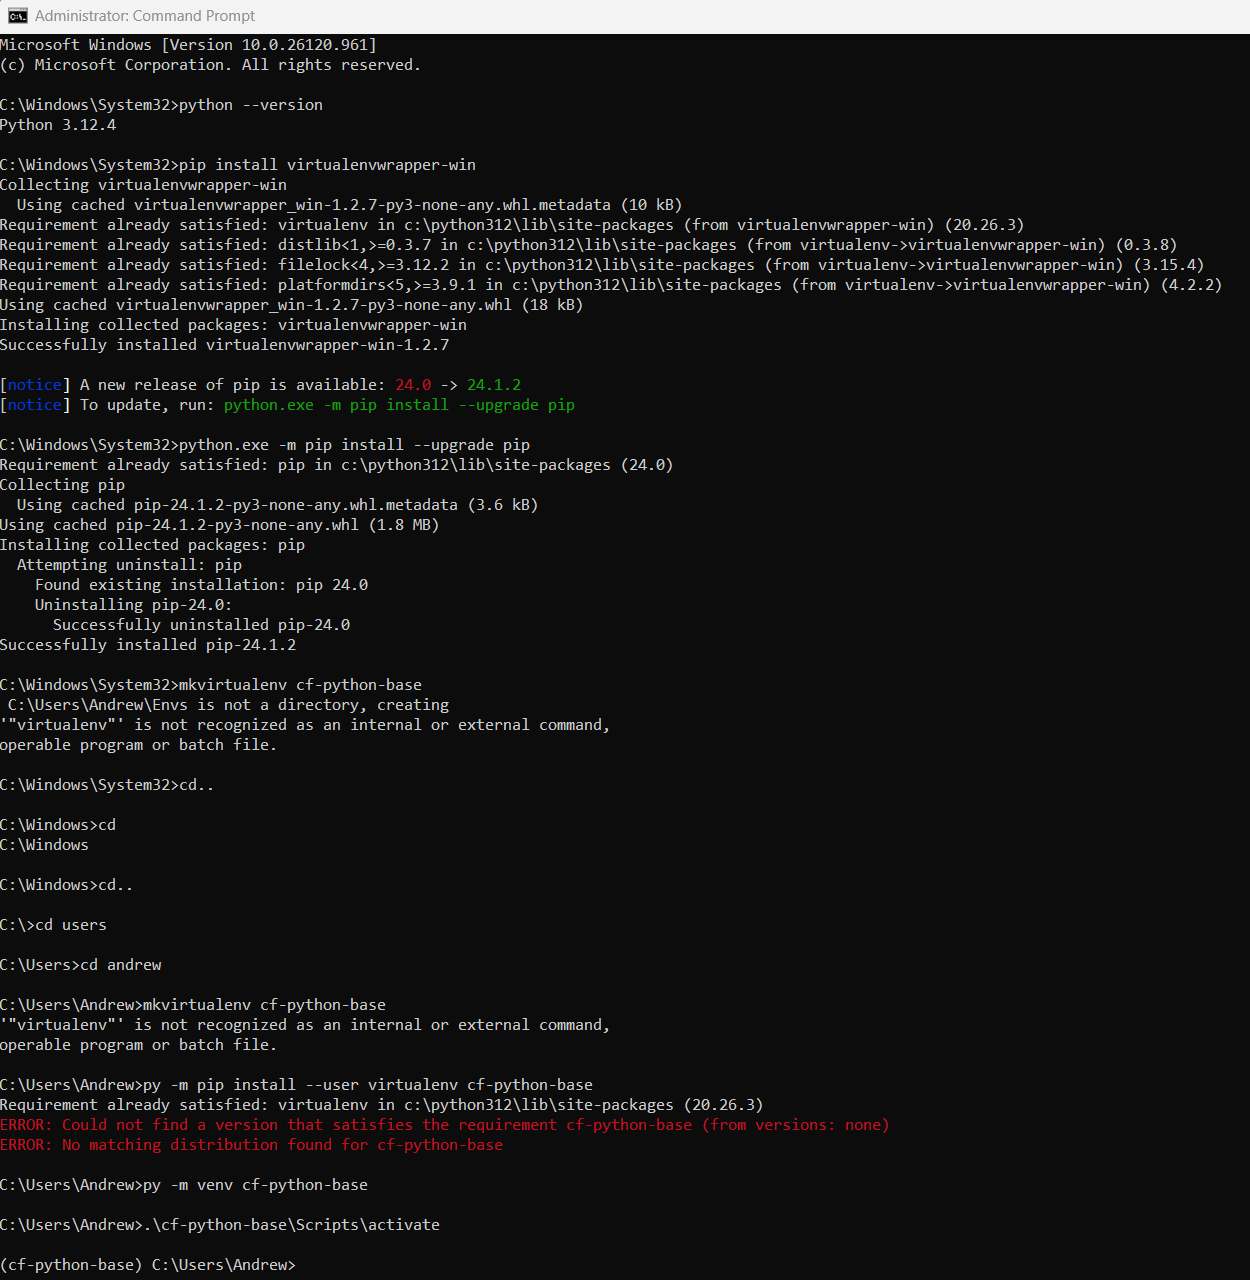 Administrator: Command Prompt
Microsoft Windows [Version 10.0.26120.961]
(c) Microsoft Corporation. All rights reserved.
C:\Windows\System32>python --version
Python 3.12.4
C:\Windows\System32>pip install virtualenvwrapper-win
Collecting virtualenvwrapper-win
  Using cached virtualenvwrapper_win-1.2.7-py3-none-any.whl.metadata (10 kB)
Requirement already satisfied: virtualenv in c:\python312\lib\site-packages (from virtualenvwrapper-win) (20.26.3)
Requirement already satisfied: distlib<1,>=0.3.7 in c:\python312\lib\site-packages (from virtualenv->virtualenvwrapper-win) (0.3.8)
Requirement already satisfied: filelock<4,>=3.12.2 in c:\python312\lib\site-packages (from virtualenv->virtualenvwrapper-win) (3.15.4)
Requirement already satisfied: platformdirs<5,>=3.9.1 in c:\python312\lib\site-packages (from virtualenv->virtualenvwrapper-win) (4.2.2)
Using cached virtualenvwrapper_win-1.2.7-py3-none-any.whl (18 kB)
Installing collected packages: virtualenvwrapper-win
Successfully installed virtualenvwrapper-win-1.2.7
[notice] A new release of pip is available: 24.0 -> 24.1.2
[notice] To update, run: python.exe -m pip install --upgrade pip
C:\Windows\System32>python.exe -m pip install --upgrade pip
Requirement already satisfied: pip in c:\python312\lib\site-packages (24.0)
Collecting pip
  Using cached pip-24.1.2-py3-none-any.whl.metadata (3.6 kB)
Using cached pip-24.1.2-py3-none-any.whl (1.8 MB)
Installing collected packages: pip
  Attempting uninstall: pip
    Found existing installation: pip 24.0
    Uninstalling pip-24.0:
      Successfully uninstalled pip-24.0
Successfully installed pip-24.1.2
C:\Windows\System32>mkvirtualenv cf-python-base
 C:\Users\Andrew\Envs is not a directory, creating
'"virtualenv"' is not recognized as an internal or external command,
operable program or batch file.
C:\Windows\System32>cd..
C:\Windows>cd
C:\Windows
C:\Windows>cd..
C:\>cd users
C:\Users>cd andrew
C:\Users\Andrew>mkvirtualenv cf-python-base
'"virtualenv"' is not recognized as an internal or external command,
operable program or batch file.
C:\Users\Andrew>py -m pip install --user virtualenv cf-python-base
Requirement already satisfied: virtualenv in c:\python312\lib\site-packages (20.26.3)
ERROR: Could not find a version that satisfies the requirement cf-python-base (from versions: none)
ERROR: No matching distribution found for cf-python-base
C:\Users\Andrew>py -m venv cf-python-base
C:\Users\Andrew>.\cf-python-base\Scripts\activate
(cf-python-base) C:\Users\Andrew>